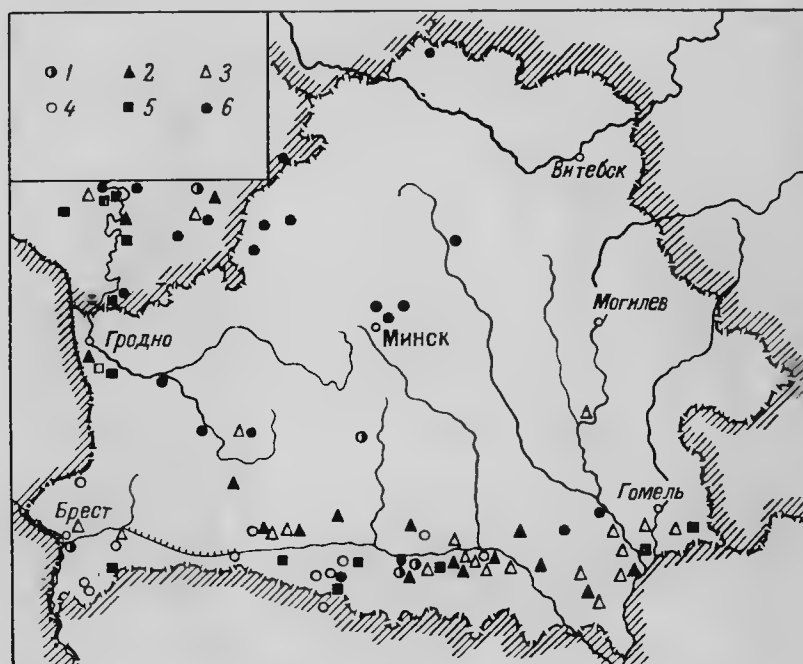 1 2 3
4 5 6
Витебск
Могилев
Гродно
Минск
Гомель
Брест